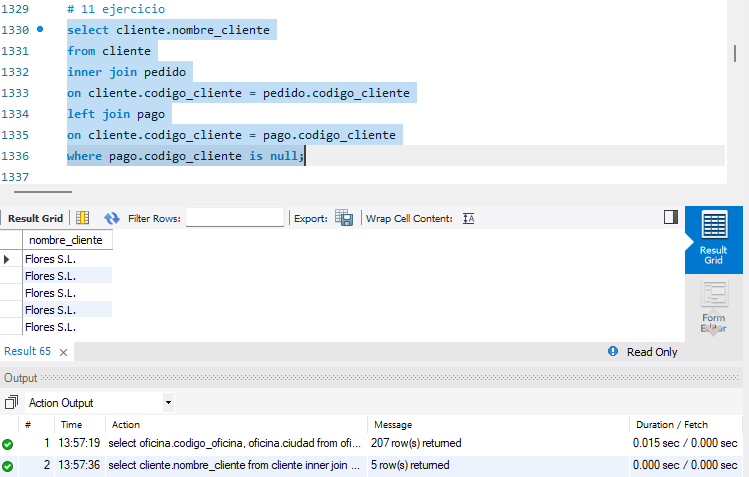 1329 # 11 ejercicio
1330 select cliente.nombre_cliente
1331 from cliente
1332 inner join pedido
1333 on cliente.codigo_cliente = pedido.codigo_cliente
1334 left join pago
1335 on cliente.codigo_cliente = pago.codigo_cliente
1336 where pago.codigo_cliente is null;
1337
Result Grid Filter Rows: Export: Wrap Cell Content: IA
nombre_cliente
Flores S.L.
Flores S.L.
Flores S.L.
Flores S.L.
Flores S.L.
Result
Grid
Form
Editor
Result 65 Read Only
Output
Action Output
# Time Action Message Duration / Fetch
1 13:57:19 select oficina.codigo_oficina, oficina.ciudad from ofi... 207 row(s) returned 0.015 sec / 0.000 sec
2 13:57:36 select cliente.nombre_cliente from cliente inner join ... 5 row(s) returned 0.000 sec / 0.000 sec